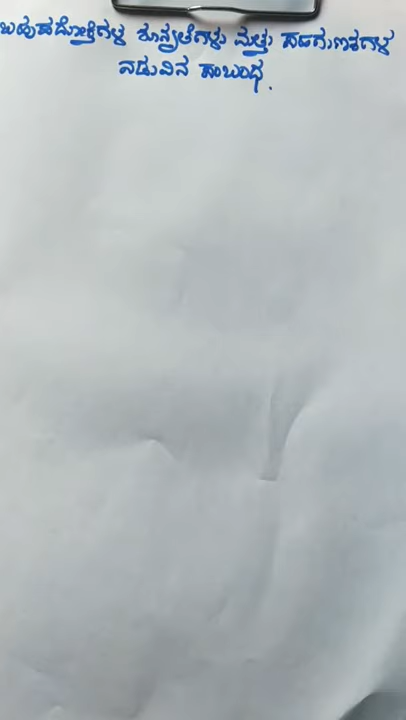 ಬಹುಪದೋಕ್ತಿಗಳ ಶೂನ್ಯತೆಗಳು ಮತ್ತು ಸಹಗುಣಕಗಳ
ನಡುವಿನ ಸಂಬಂಧ.